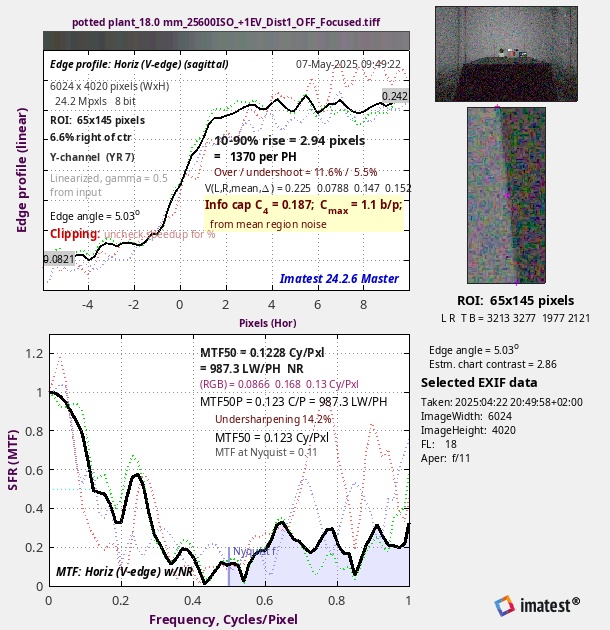 potted plant_18.0 mm_25600ISO_+1EV_Dist1_OFF_Focused.tiff
Edge profile: Horiz (V-edge) (sagittal)
07-May-2025 09:49:22
6024 x 4020 pixels (WxH)
24.2 Mpxls 8 bit
ROI: 65x145 pixels
6.6% right of ctr
Y-channel (YR 7)
Linearized, gamma = 0.5
from input
Edge angle = 5.03°
Clipping: uncheck speedup for %
0.242
10-90% rise = 2.94 pixels
= 1370 per PH
Over / undershoot = 11.6% / 5.5%
V(L,R,mean,Δ) = 0.225 0.0788 0.147 0.152
Info cap C4 = 0.187; Cmax = 1.1 b/p;
from mean region noise
0.0821
Imatest 24.2.6 Master
Edge profile (linear)
-4 -2 0 2 4 6 8
Pixels (Hor)
ROI: 65x145 pixels
L R T B = 3213 3277 1977 2121
Edge angle = 5.03°
Estm. chart contrast = 2.86
Selected EXIF data
Taken: 2025:04:22 20:49:58+02:00
ImageWidth: 6024
ImageHeight: 4020
FL: 18
Aper: f/11
MTF50 = 0.1228 Cy/Pxl
= 987.3 LW/PH NR
(RGB) = 0.0866 0.168 0.13 Cy/Pxl
MTF50P = 0.123 C/P = 987.3 LW/PH
Undersharpening 14.2%
MTF50 = 0.123 Cy/Pxl
MTF at Nyquist = 0.11
Nyquist f
MTF: Horiz (V-edge) w/NR
SFR (MTF)
1.2
1
0.8
0.6
0.4
0.2
0
0 0.2 0.4 0.6 0.8 1
Frequency, Cycles/Pixel
imatest®